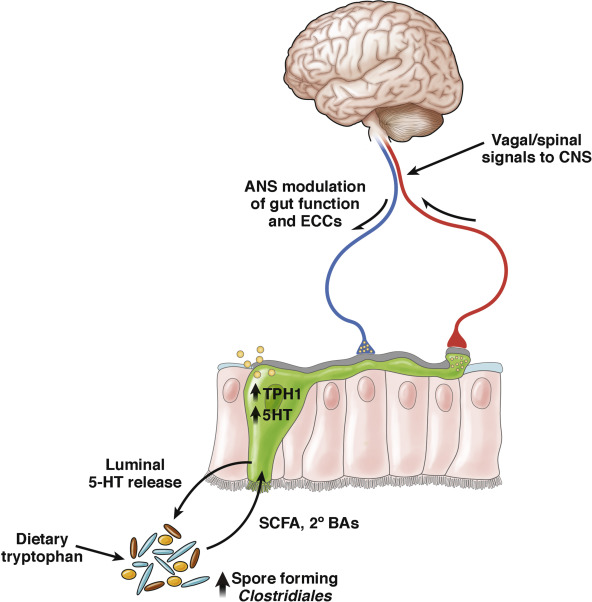 Vagal/spinal
signals to CNS
ANS modulation
of gut function
and ECCs
TPH1
5HT
Luminal
5-HT release
SCFA, 2º BAs
Dietary
tryptophan
Spore forming
Clostridiales